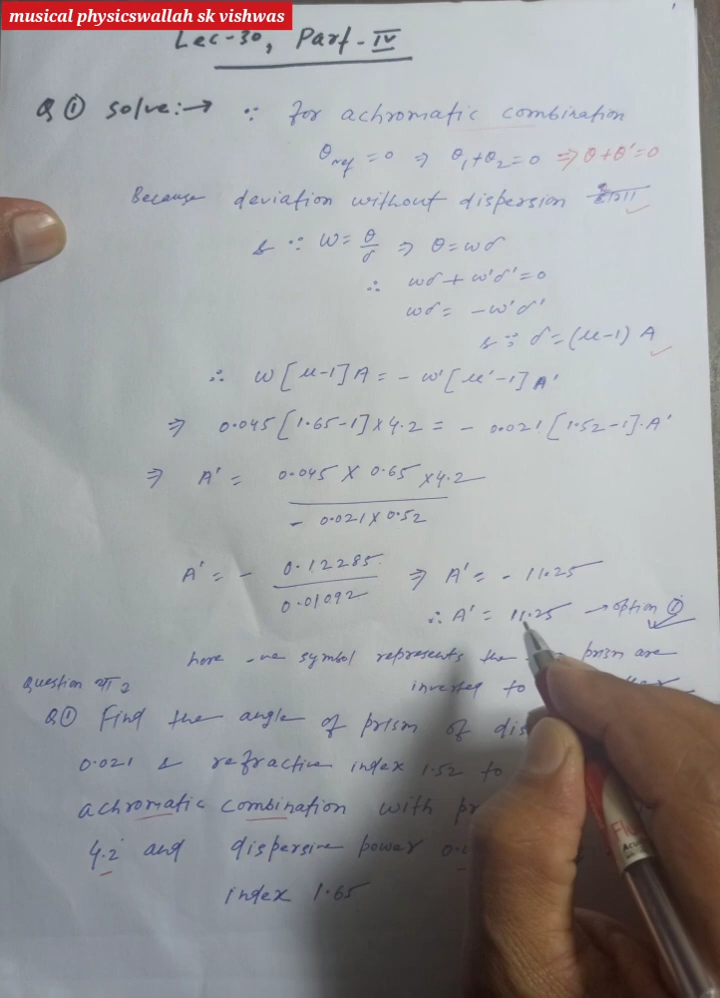 musical physicswallah sk vishwas
Lec-30, Part-IV
Q ① solve:→ ∵ for achromatic combination
θnet = 0 ⇒ θ₁+θ₂=0 ⇒ θ+θ'=0
Because deviation without dispersion
& ∵ ω = θ/δ ⇒ θ=ωδ
∴ ωδ + ω'δ' = 0
ωδ = -ω'δ'
& ∵ δ = (μ-1) A
∴ ω[μ-1]A = - ω'[μ'-1]A'
⇒ 0.045[1.65-1]×4.2 = - 0.021[1.52-1].A'
⇒ A' = 0.045 × 0.65 ×4.2
- 0.021×0.52
A' = - 0.12285 ⇒ A' = - 11.25
0.01092
∴ A' = 11.25 → option ①
here -ve symbol represents the prism are
inverted to
question था?
Q① Find the angle of prism of
0.021 & refractive index 1.52 to
achromatic combination with
4.2° and dispersive power
index 1.65